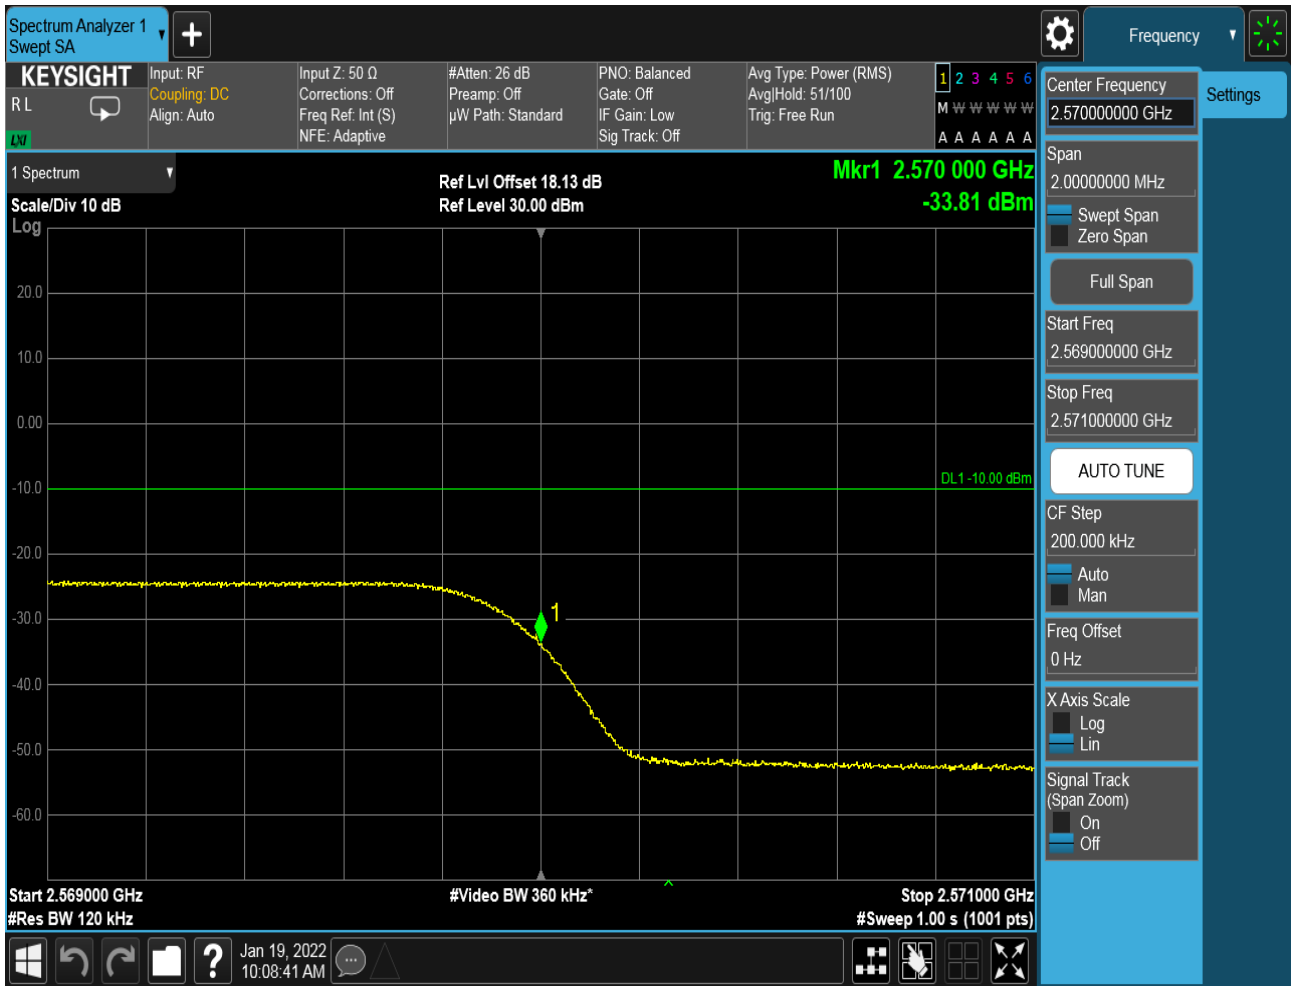 Spectrum Analyzer 1
Swept SA
+
Frequency
KEYSIGHT
R L
LXI
Input: RF
Coupling: DC
Align: Auto
Input Z: 50 Ω
Corrections: Off
Freq Ref: Int (S)
NFE: Adaptive
#Atten: 26 dB
Preamp: Off
µW Path: Standard
PNO: Balanced
Gate: Off
IF Gain: Low
Sig Track: Off
Avg Type: Power (RMS)
Avg|Hold: 51/100
Trig: Free Run
1 2 3 4 5 6
M W W W W W
A A A A A A
1 Spectrum
Scale/Div 10 dB
Log
Ref Lvl Offset 18.13 dB
Ref Level 30.00 dBm
Mkr1 2.570 000 GHz
-33.81 dBm
20.0
10.0
0.00
-10.0
-20.0
-30.0
-40.0
-50.0
-60.0
DL1 -10.00 dBm
1
Start 2.569000 GHz
#Res BW 120 kHz
#Video BW 360 kHz*
Stop 2.571000 GHz
#Sweep 1.00 s (1001 pts)
?
Jan 19, 2022
10:08:41 AM
Center Frequency
2.570000000 GHz
Span
2.00000000 MHz
Swept Span
Zero Span
Full Span
Start Freq
2.569000000 GHz
Stop Freq
2.571000000 GHz
AUTO TUNE
CF Step
200.000 kHz
Auto
Man
Freq Offset
0 Hz
X Axis Scale
Log
Lin
Signal Track
(Span Zoom)
On
Off
Settings